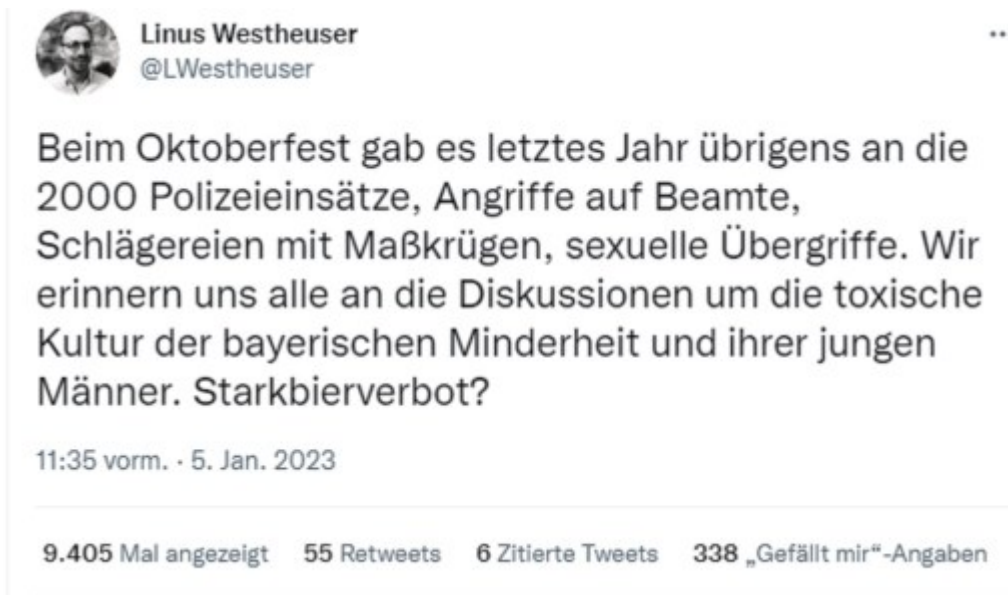 Linus Westheuser
@LWestheuser
Beim Oktoberfest gab es letztes Jahr übrigens an die
2000 Polizeieinsätze, Angriffe auf Beamte,
Schlägereien mit Maßkrügen, sexuelle Übergriffe. Wir
erinnern uns alle an die Diskussionen um die toxische
Kultur der bayerischen Minderheit und ihrer jungen
Männer. Starkbierverbot?
11:35 vorm. · 5. Jan. 2023
9.405 Mal angezeigt 55 Retweets 6 Zitierte Tweets 338 „Gefällt mir“-Angaben